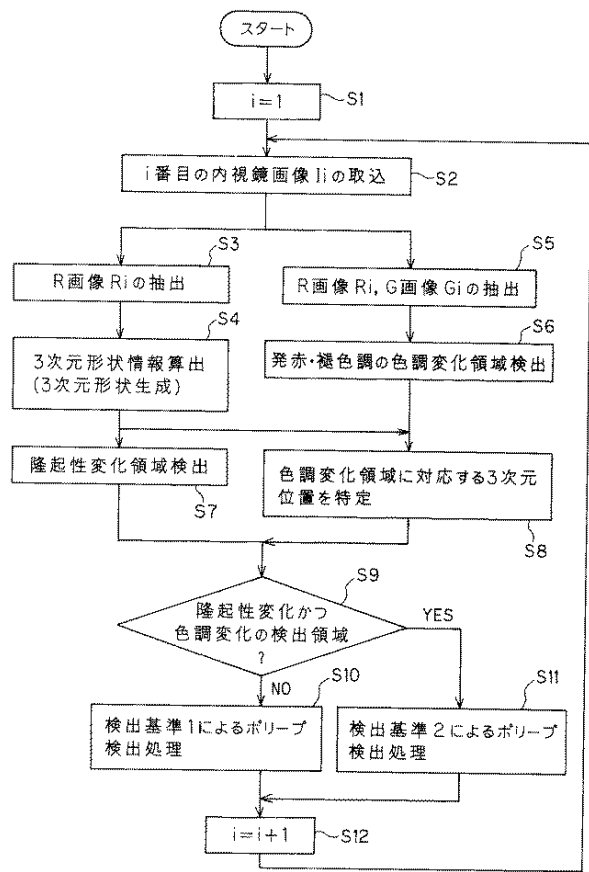 スタート
i=1
S1
i番目の内視鏡画像Iiの取込
S2
S3
R画像Riの抽出
S5
R画像Ri,G画像Giの抽出
S4
3次元形状情報算出
(3次元形状生成)
S6
発赤・褪色調の色調変化領域検出
隆起性変化領域検出
S7
色調変化領域に対応する3次元
位置を特定
S8
S9
隆起性変化かつ
色調変化の検出領域
?
YES
NO
S10
検出基準1によるポリープ
検出処理
S11
検出基準2によるポリープ
検出処理
i=i+1
S12